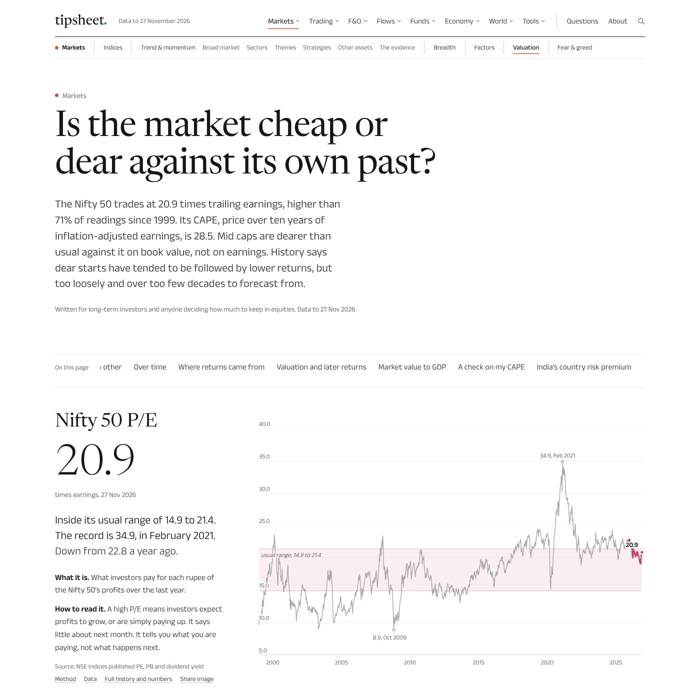 tipsheet.
Data to 27 November 2026
Markets
Trading
F&O
Flows
Funds
Economy
World
Tools
Questions
About
Markets
Indices
Trend & momentum
Broad market
Sectors
Themes
Strategies
Other assets
The evidence
Breadth
Factors
Valuation
Fear & greed
Markets
Is the market cheap or
dear against its own past?
The Nifty 50 trades at 20.9 times trailing earnings, higher than
71% of readings since 1999. Its CAPE, price over ten years of
inflation-adjusted earnings, is 28.5. Mid caps are dearer than
usual against it on book value, not on earnings. History says
dear starts have tended to be followed by lower returns, but
too loosely and over too few decades to forecast from.
Written for long-term investors and anyone deciding how much to keep in equities. Data to 27 Nov 2026.
On this page
other
Over time
Where returns came from
Valuation and later returns
Market value to GDP
A check on my CAPE
India's country risk premium
Nifty 50 P/E
20.9
times earnings, 27 Nov 2026
Inside its usual range of 14.9 to 21.4.
The record is 34.9, in February 2021.
Down from 22.8 a year ago.
What it is. What investors pay for each rupee of
the Nifty 50's profits over the last year.
How to read it. A high P/E means investors expect
profits to grow, or are simply paying up. It says
little about next month. It tells you what you are
paying, not what happens next.
Source: NSE Indices published PE, PB and dividend yield
Method
Data
Full history and numbers
Share
40.0
35.0
30.0
25.0
15.0
10.0
5.0
34.9, Feb 2021
20.9
usual range, 14.9 to 21.4
8.9, Oct 2008
2000
2005
2010
2015
2020
2025